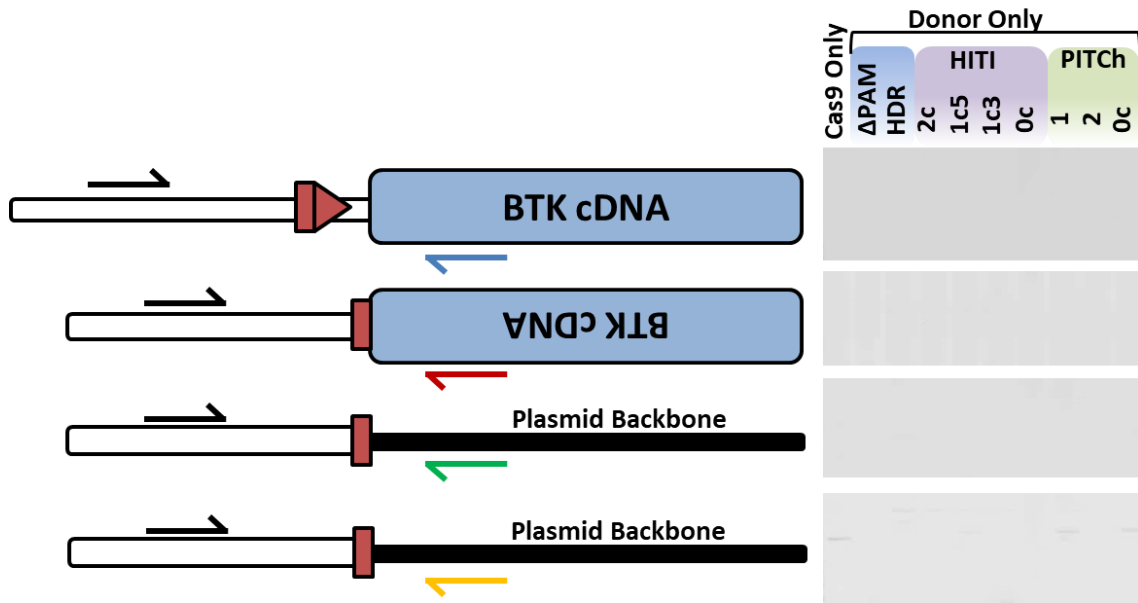 Donor Only
Cas9 Only
ΔPAM
HDR
HITI
2c
1c5
1c3
0c
PITCh
1
2
0c
BTK cDNA
BTK cDNA
Plasmid Backbone
Plasmid Backbone